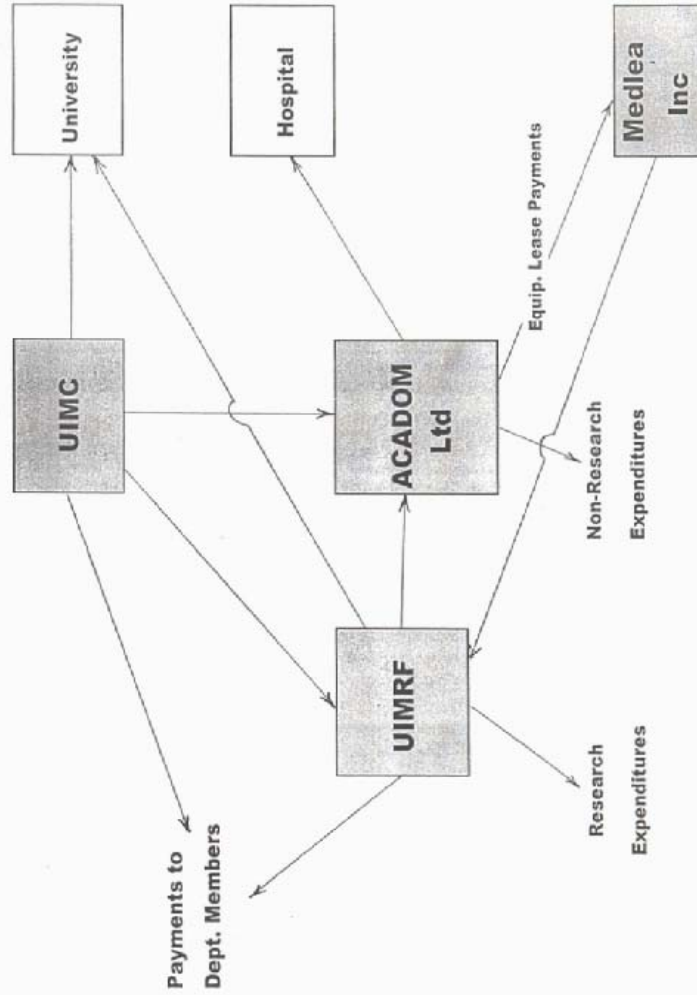 UIMC
University
Payments to
Dept. Members
Hospital
UIMRF
ACADOM
Ltd
Equip. Lease Payments
Research
Expenditures
Non-Research
Expenditures
Medlea
Inc